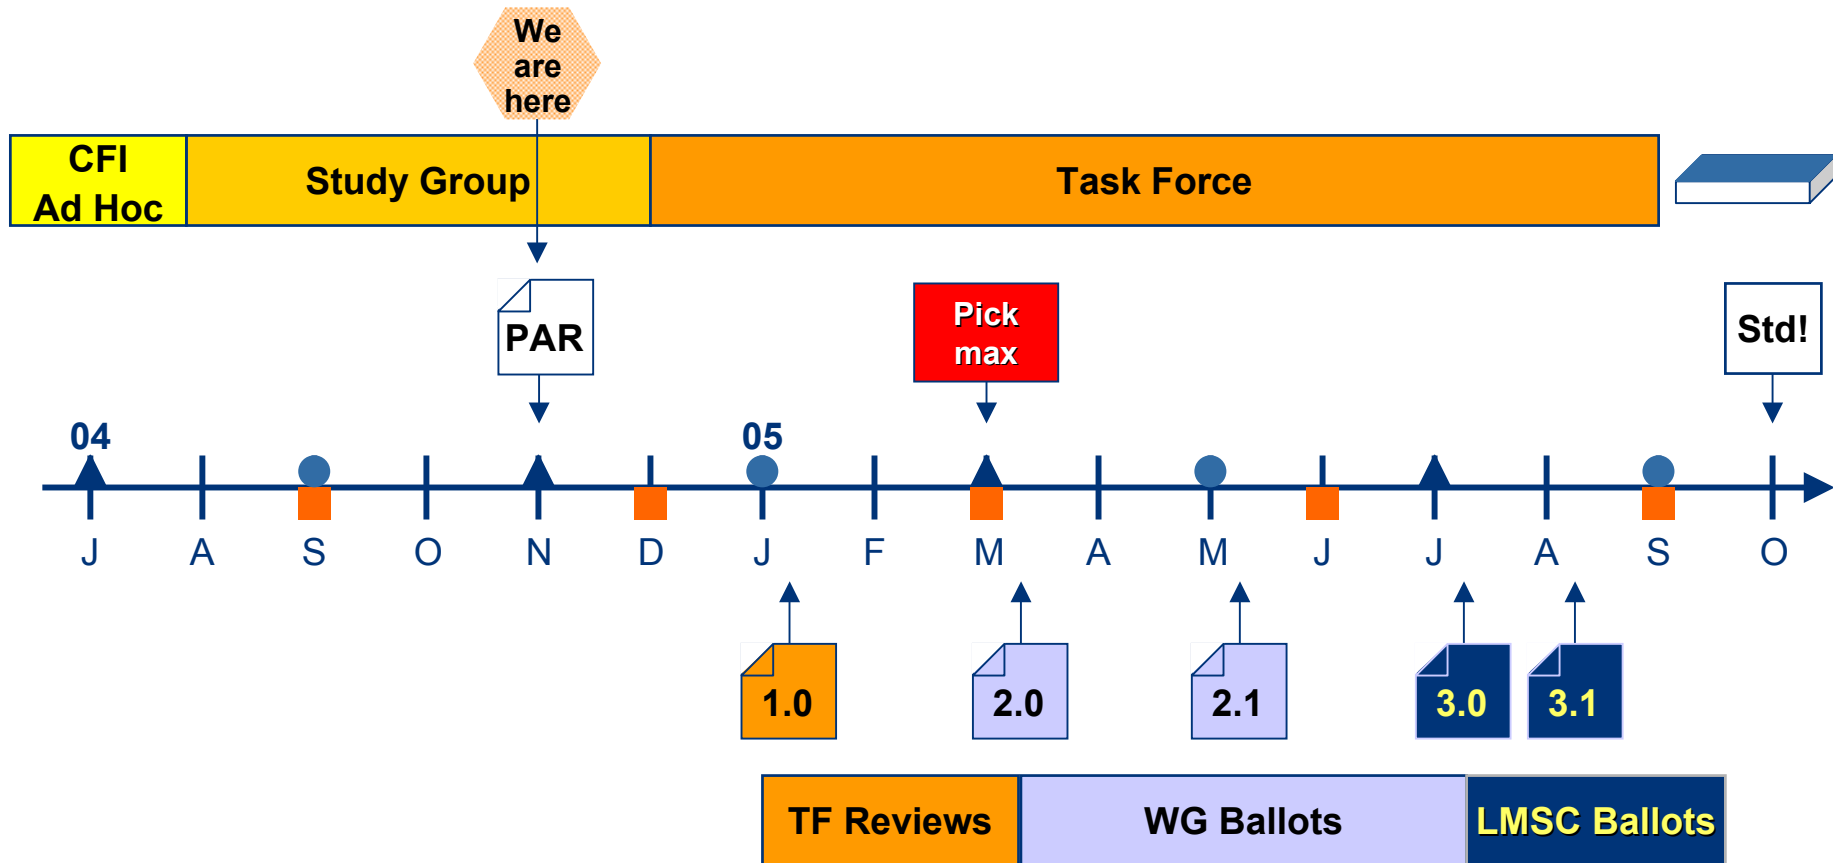 We
are
here
CFI
Ad Hoc
Study Group
Task Force
PAR
Pick
max
Std!
04
05
J A S O N D J F M A M J J A S O
1.0
2.0
2.1
3.0
3.1
TF Reviews
WG Ballots
LMSC Ballots